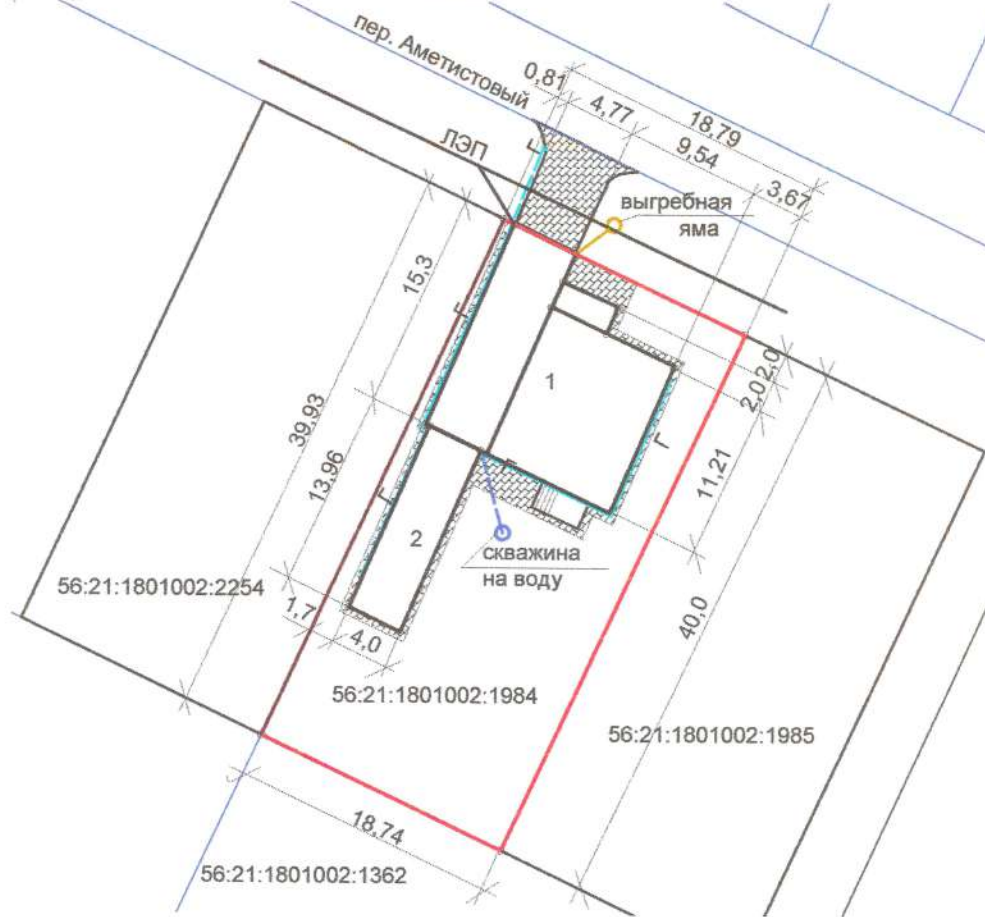 пер. Аметистовый
0,81
4,77
18,79
9,54
3,67
ЛЭП
Г
выгребная
яма
15,3
Г
2,0
2,0
1
39,93
13,96
Г
Г
11,21
Г
2
скважина
на воду
56:21:1801002:2254
1,7
4,0
40,0
56:21:1801002:1984
56:21:1801002:1985
18,74
56:21:1801002:1362